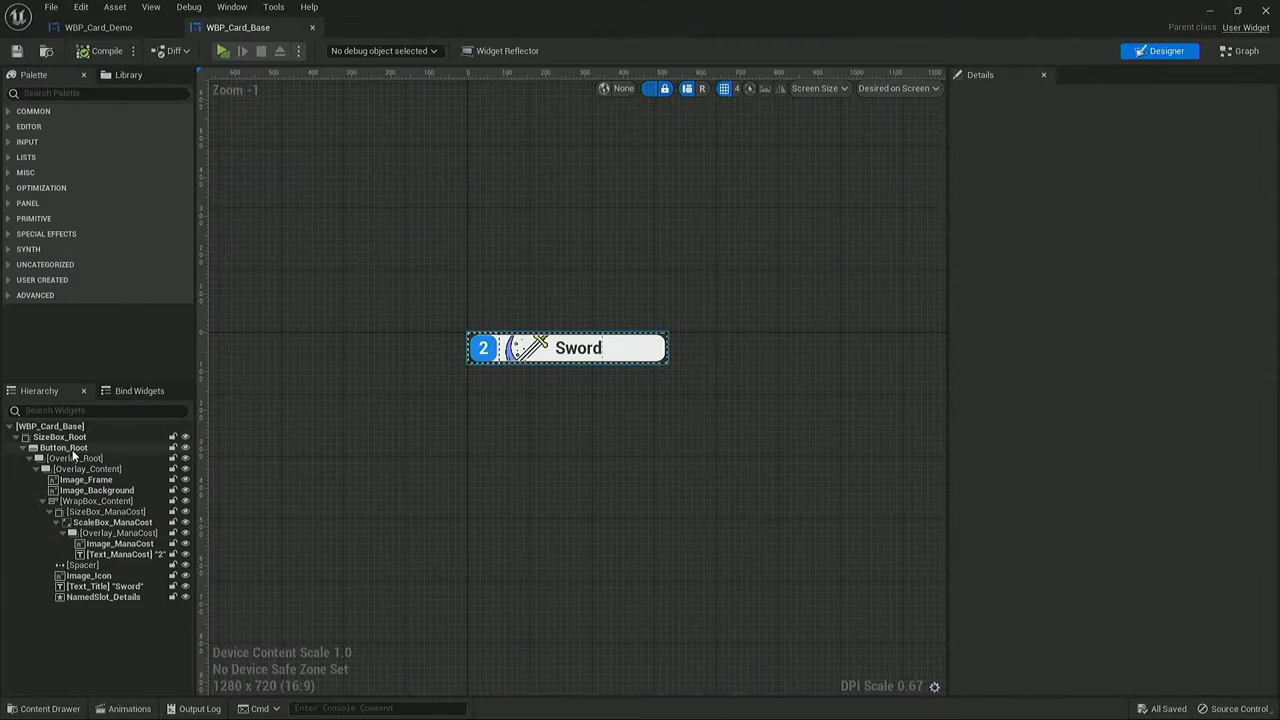 File Edit Asset View Debug Window Tools Help
WBP_Card_Demo WBP_Card_Base Parent class: User Widget
Compile Diff No debug object selected Widget Reflector Designer Graph
Palette Library Details
Search Palette
Zoom -1
None R 4 Screen Size Desired on Screen
COMMON
EDITOR
INPUT
LISTS
MISC
OPTIMIZATION
PANEL
PRIMITIVE
SPECIAL EFFECTS
SYNTH
UNCATEGORIZED
USER CREATED
ADVANCED
2 Sword
Hierarchy Bind Widgets
Search Widgets
[WBP_Card_Base]
SizeBox_Root
Button_Root
[Overlay_Root]
[Overlay_Content]
Image_Frame
Image_Background
[WrapBox_Content]
[SizeBox_ManaCost]
ScaleBox_ManaCost
[Overlay_ManaCost]
Image_ManaCost
[Text_ManaCost] "2"
[Spacer]
Image_Icon
[Text_Title] "Sword"
NamedSlot_Details
Device Content Scale 1.0
No Device Safe Zone Set
1280 x 720 (16:9)
DPI Scale 0.67
Content Drawer Animations Output Log Cmd Enter Console Command All Saved Source Control